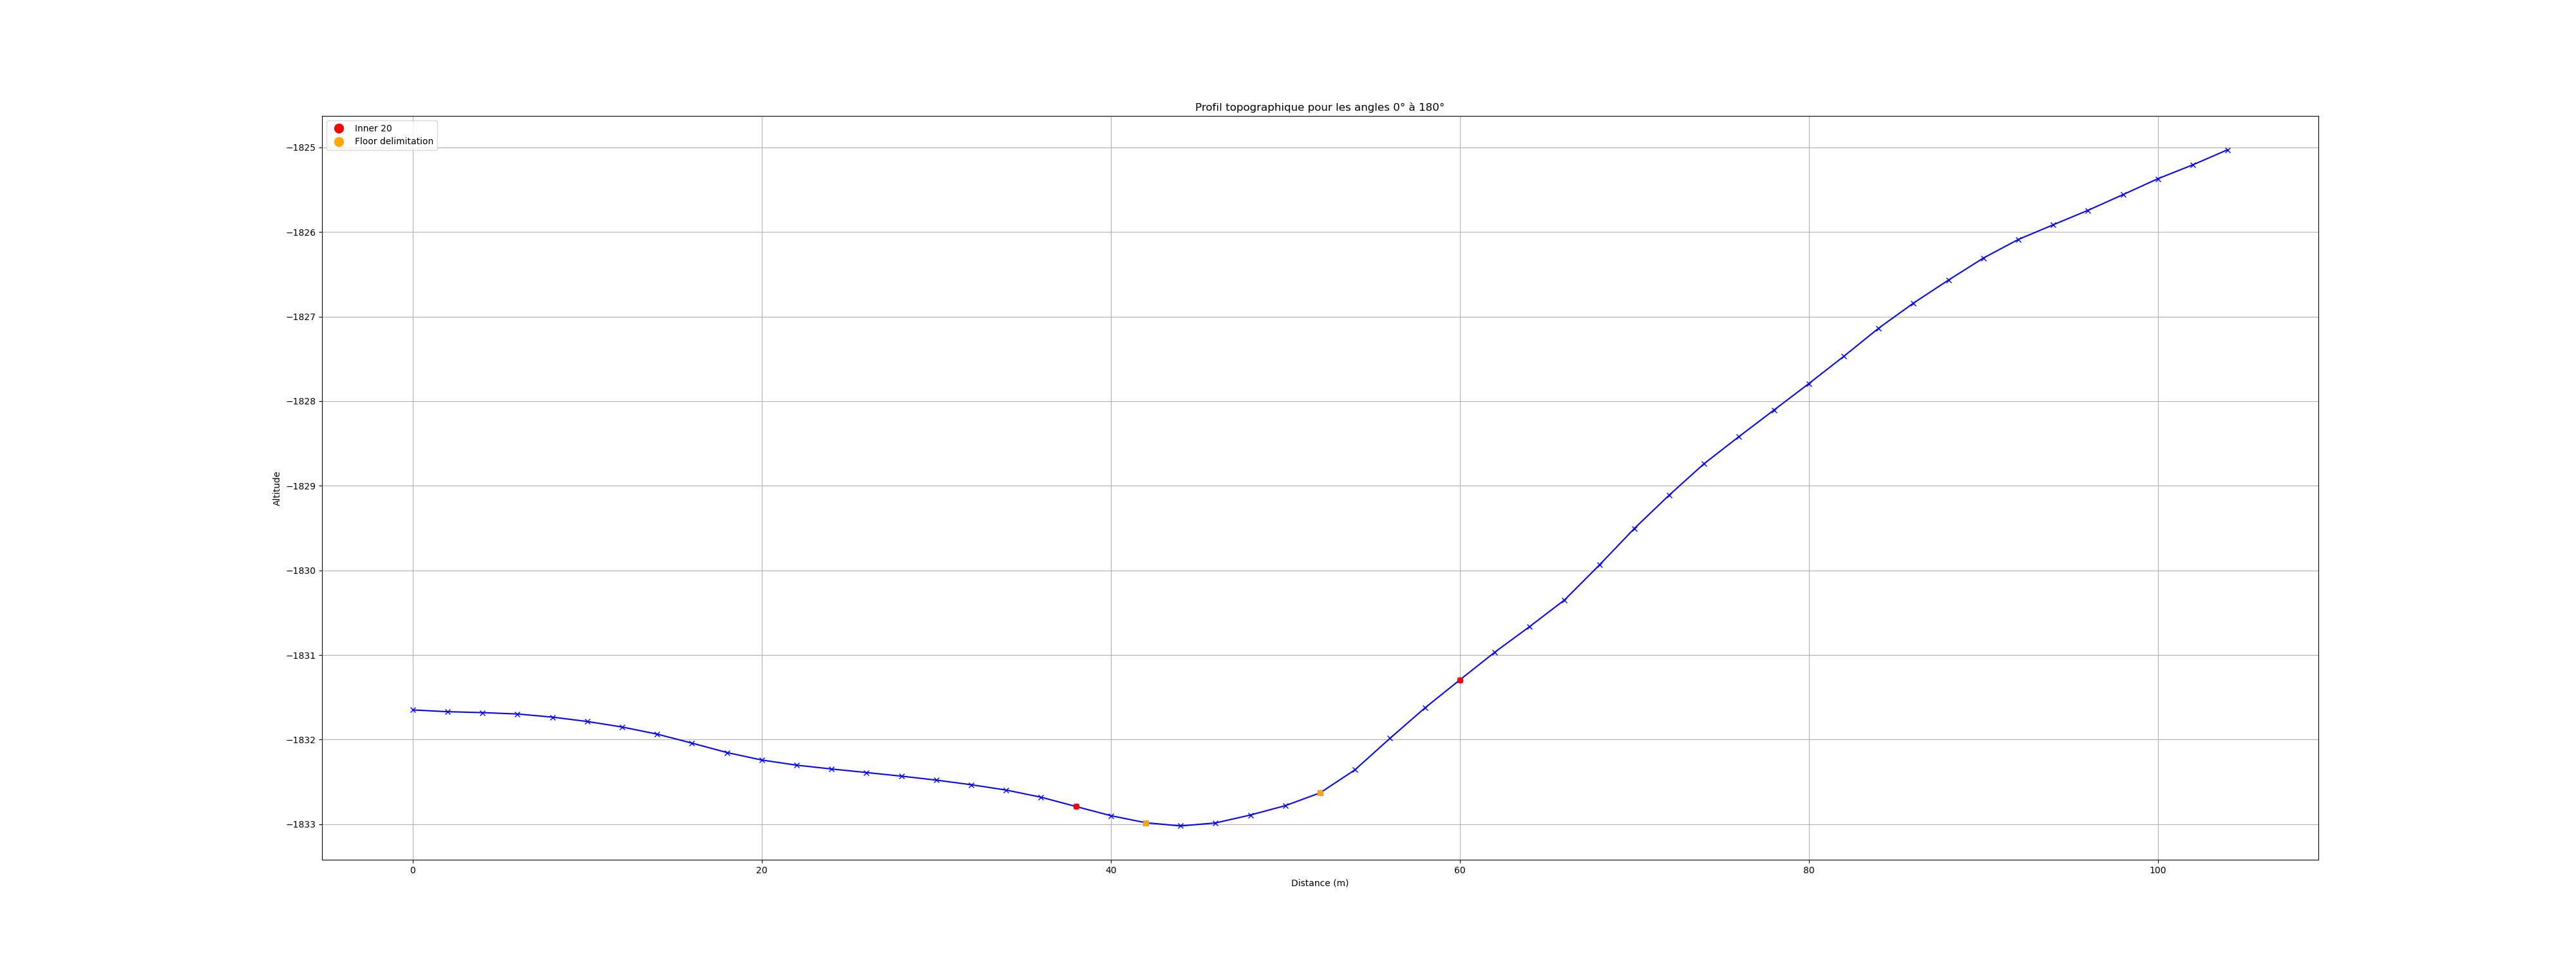 Profil topographique pour les angles 0° à 180°
Inner 20
Floor delimitation
−1825
−1826
−1827
−1828
−1829
−1830
−1831
−1832
−1833
Altitude
0 20 40 60 80 100
Distance (m)